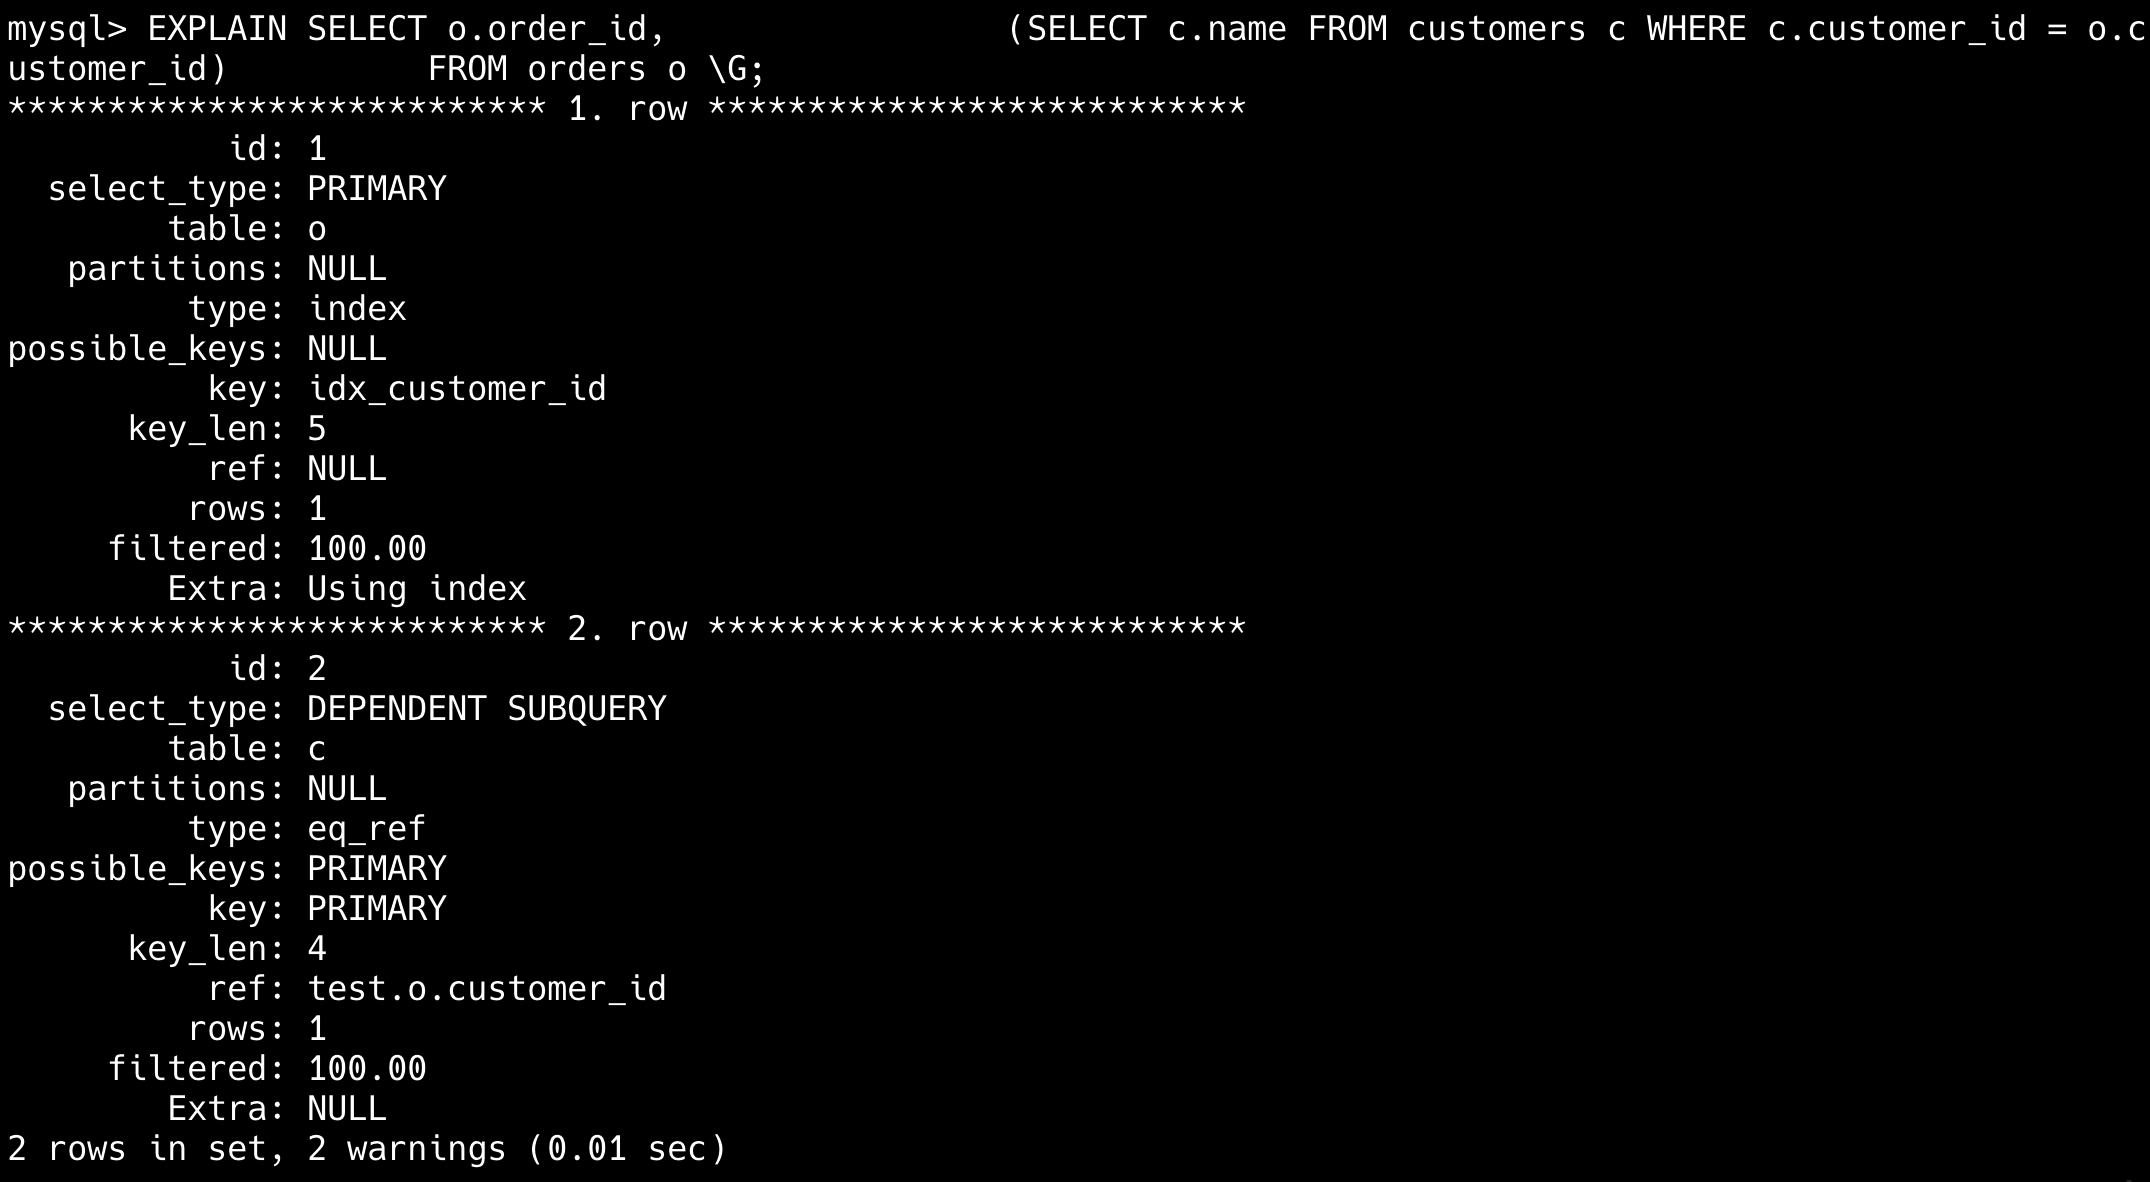 mysql> EXPLAIN SELECT o.order_id,                 (SELECT c.name FROM customers c WHERE c.customer_id = o.c
ustomer_id)          FROM orders o \G;
*************************** 1. row ***************************
           id: 1
  select_type: PRIMARY
        table: o
   partitions: NULL
         type: index
possible_keys: NULL
          key: idx_customer_id
      key_len: 5
          ref: NULL
         rows: 1
     filtered: 100.00
        Extra: Using index
*************************** 2. row ***************************
           id: 2
  select_type: DEPENDENT SUBQUERY
        table: c
   partitions: NULL
         type: eq_ref
possible_keys: PRIMARY
          key: PRIMARY
      key_len: 4
          ref: test.o.customer_id
         rows: 1
     filtered: 100.00
        Extra: NULL
2 rows in set, 2 warnings (0.01 sec)